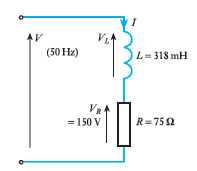 I
V
V_L
(50 Hz)
L = 318 mH
V_R
= 150 V
R = 75 Ω